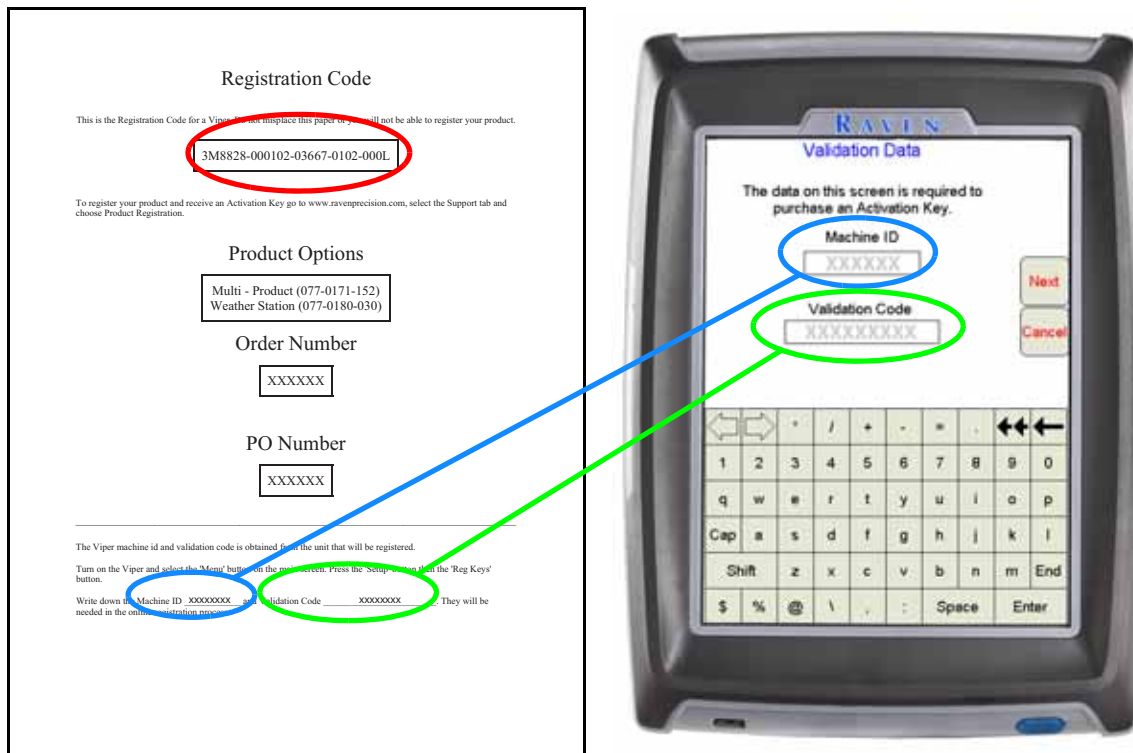 Registration Code
This is the Registration Code for a Viper. Do not misplace this paper or you will not be able to register your product.
3M8828-000102-03667-0102-000L
To register your product and receive an Activation Key go to www.ravenprecision.com, select the Support tab and
choose Product Registration.
Product Options
Multi - Product (077-0171-152)
Weather Station (077-0180-030)
Order Number
XXXXXX
PO Number
XXXXXX
The Viper machine id and validation code is obtained from the unit that will be registered.
Turn on the Viper and select the 'Menu' button on the main screen. Press the 'Setup' button then the 'Reg Keys'
button.
Write down the Machine ID XXXXXXXX and Validation Code XXXXXXXX. They will be
needed in the online registration process.
RAVEN
Validation Data
The data on this screen is required to
purchase an Activation Key.
Machine ID
XXXXXX
Next
Validation Code
XXXXXXXXX
Cancel
/ + - = .
1 2 3 4 5 6 7 8 9 0
q w e r t y u i o p
Cap a s d f g h j k l
Shift z x c v b n m End
$ % @ \ , : Space Enter